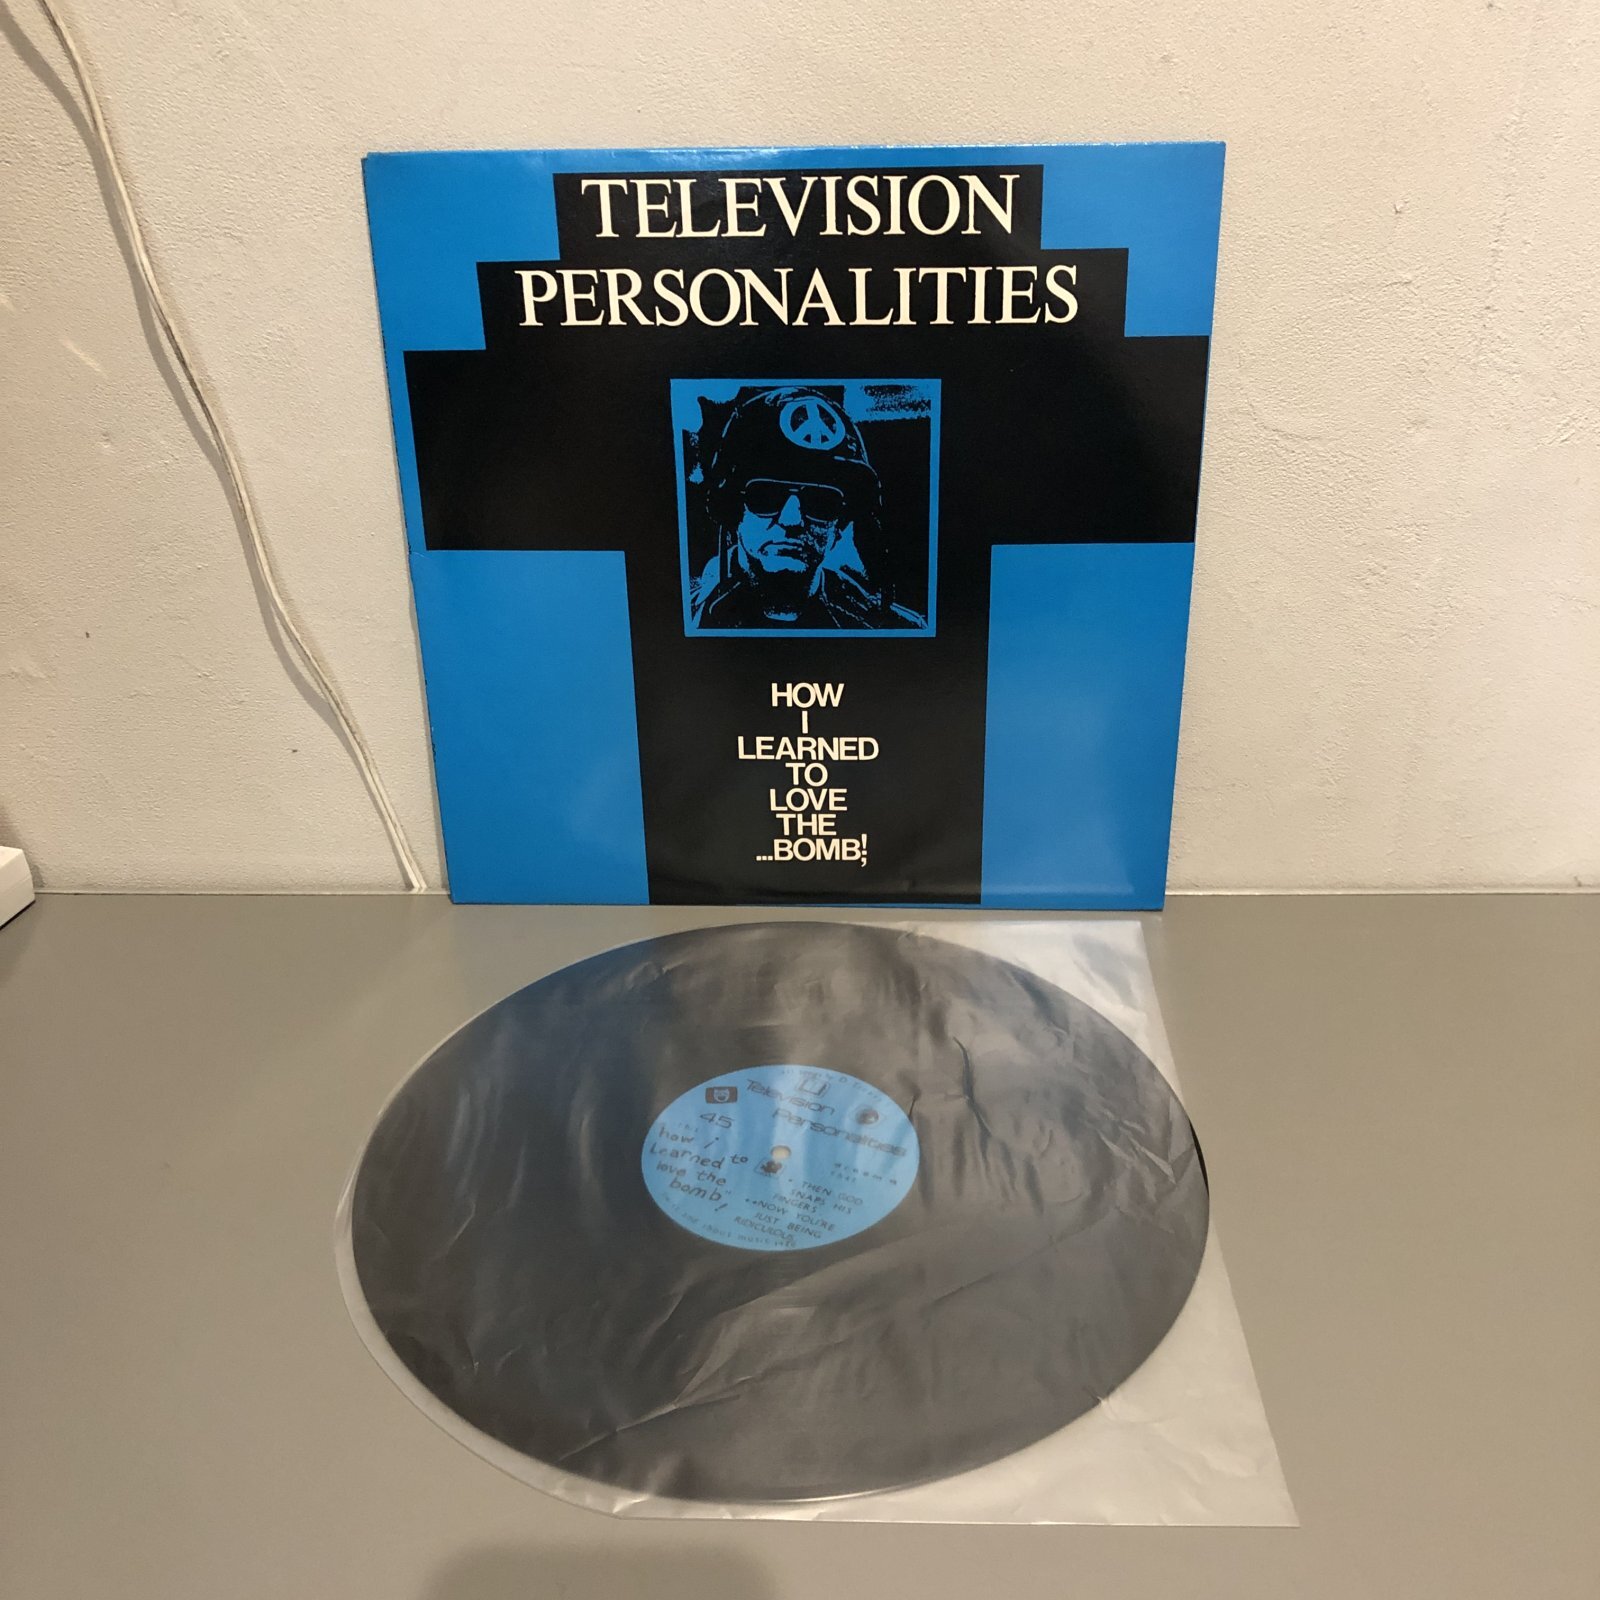 TELEVISION
PERSONALITIES
HOW
I
LEARNED
TO
LOVE
THE
...BOMB!;
Television
Personalities
45
how i
Learned to
love the
bomb"!
• THEN GOD
SNAPS HIS
FINGERS
••NOW YOU'RE
JUST BEING
RIDICULOUS